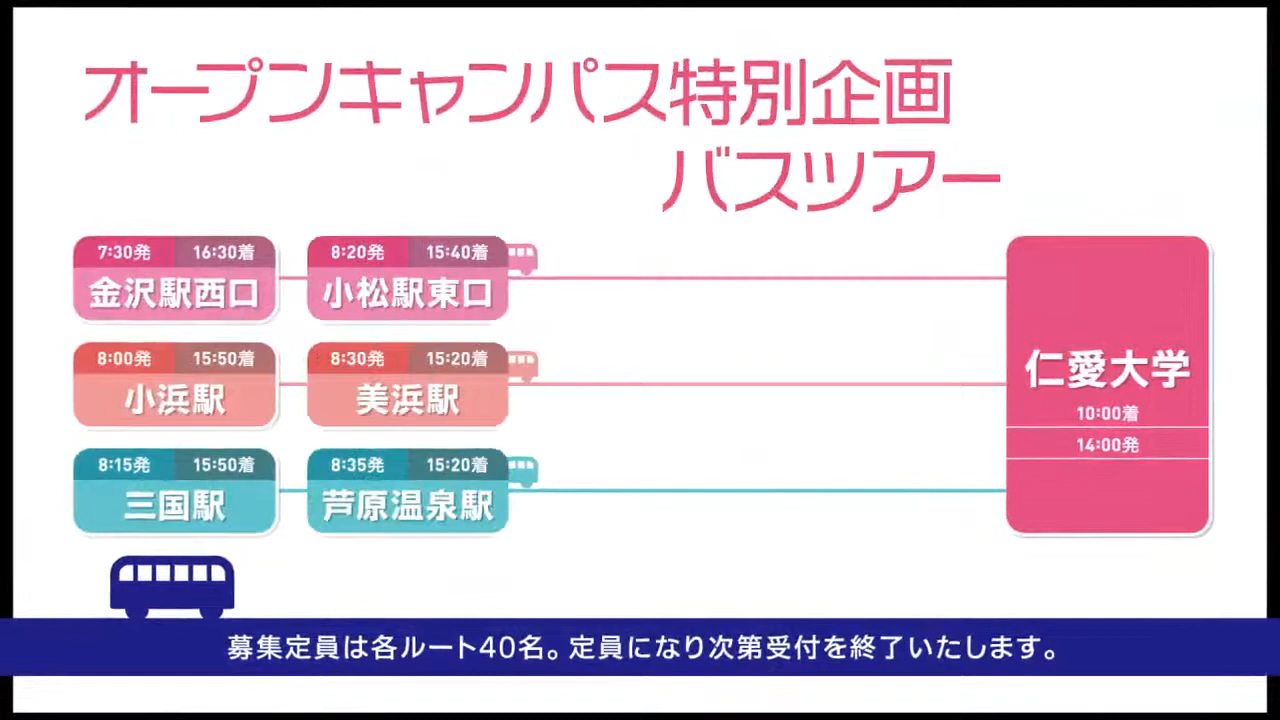 オープンキャンパス特別企画
バスツアー
7:30発 16:30着
金沢駅西口
8:20発 15:40着
小松駅東口
8:00発 15:50着
小浜駅
8:30発 15:20着
美浜駅
8:15発 15:50着
三国駅
8:35発 15:20着
芦原温泉駅
仁愛大学
10:00着
14:00発
募集定員は各ルート40名。定員になり次第受付を終了いたします。